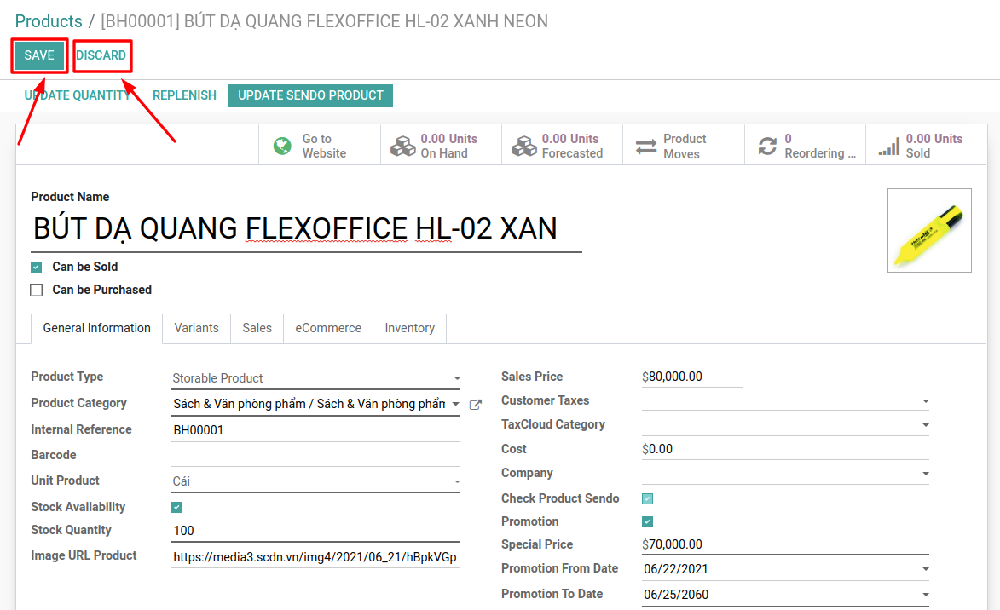 Products / [BH00001] BÚT DẠ QUANG FLEXOFFICE HL-02 XANH NEON
SAVE DISCARD
UPDATE QUANTITY REPLENISH UPDATE SENDO PRODUCT
Go to Website
0.00 Units On Hand
0.00 Units Forecasted
Product Moves
0 Reordering ...
0.00 Units Sold
Product Name
BÚT DẠ QUANG FLEXOFFICE HL-02 XAN
Can be Sold
Can be Purchased
General Information Variants Sales eCommerce Inventory
Product Type Storable Product
Product Category Sách & Văn phòng phẩm / Sách & Văn phòng phẩn
Internal Reference BH00001
Barcode
Unit Product Cái
Stock Availability
Stock Quantity 100
Image URL Product https://media3.scdn.vn/img4/2021/06_21/hBpkVGp
Sales Price $80,000.00
Customer Taxes
TaxCloud Category
Cost $0.00
Company
Check Product Sendo
Promotion
Special Price $70,000.00
Promotion From Date 06/22/2021
Promotion To Date 06/25/2060